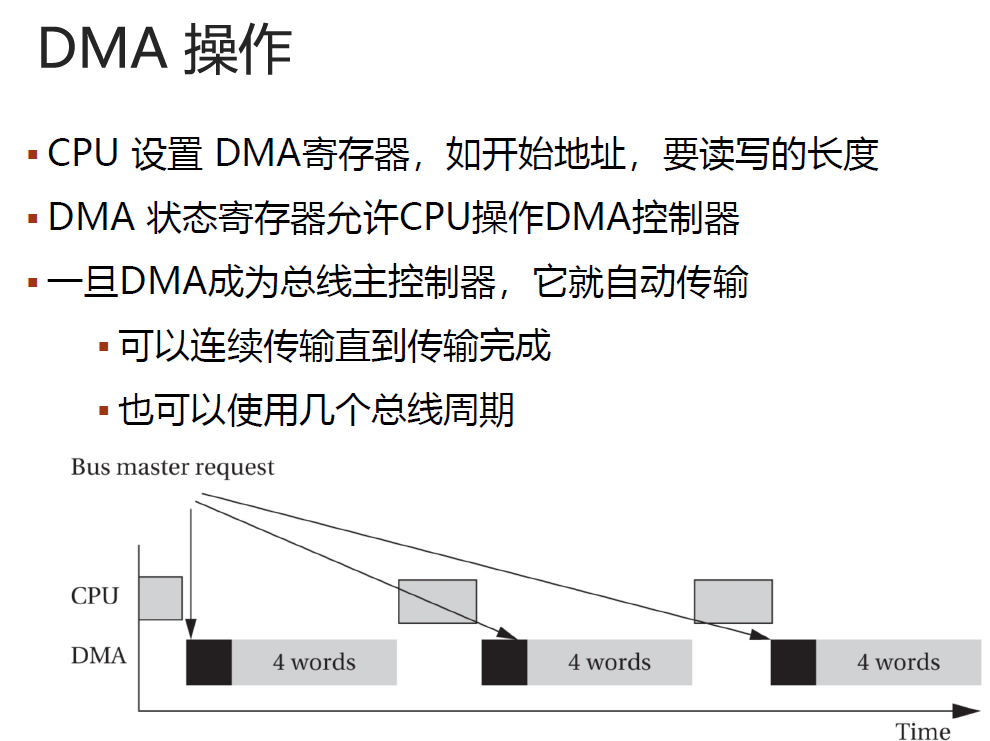 DMA 操作
CPU 设置 DMA寄存器，如开始地址，要读写的长度
DMA 状态寄存器允许CPU操作DMA控制器
一旦DMA成为总线主控制器，它就自动传输
可以连续传输直到传输完成
也可以使用几个总线周期
Bus master request
CPU
DMA
4 words
4 words
4 words
Time